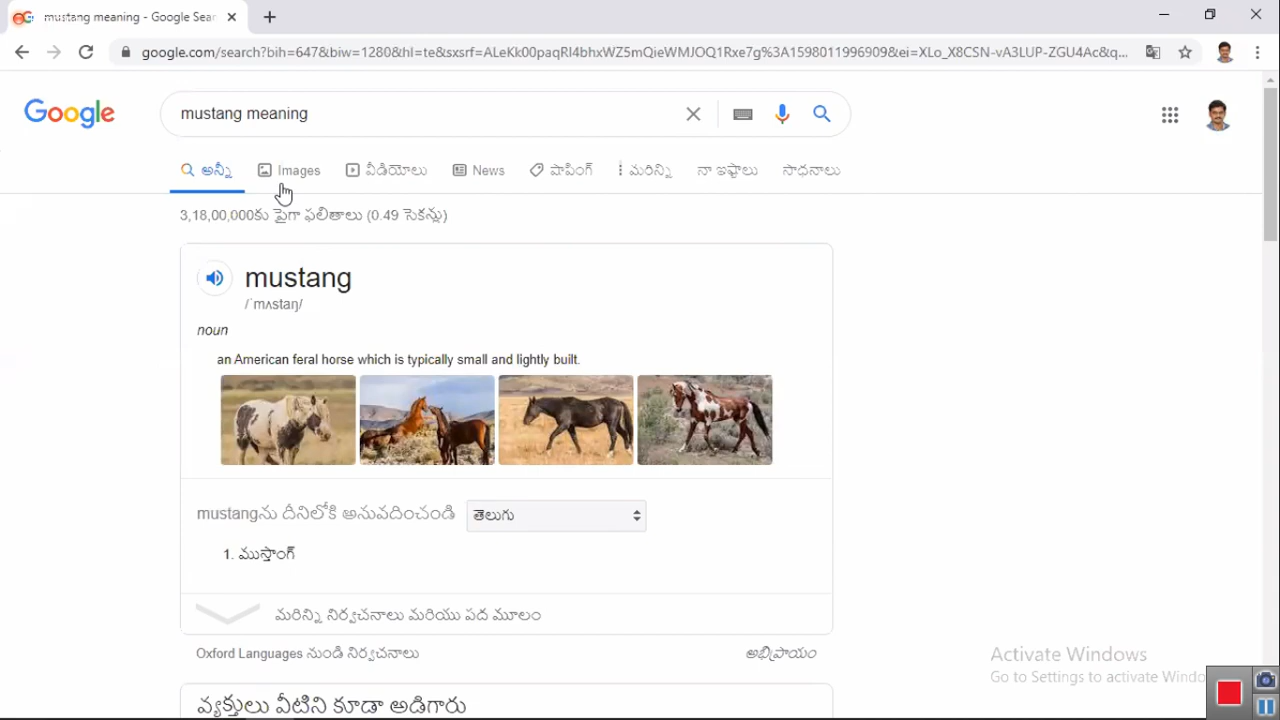 mustang meaning - Google Sear
google.com/search?bih=647&biw=1280&hl=te&sxsrf=ALeKk00paqRI4bhxWZ5mQieWMJOQ1Rxe7g%3A1598011996909&ei=XLo_X8CSN-vA3LUP-ZGU4Ac&q...
Google
mustang meaning
అన్నీ Images వీడియోలు News షాపింగ్ మరిన్ని నా ఇష్టాలు సాధనాలు
3,18,00,000కు పైగా ఫలితాలు (0.49 సెకన్లు)
mustang
/ˈmʌstaŋ/
noun
an American feral horse which is typically small and lightly built.
mustangను దీనిలోకి అనువదించండి తెలుగు
1. ముస్తాంగ్
మరిన్ని నిర్వచనాలు మరియు పద మూలం
Oxford Languages నుండి నిర్వచనాలు అభిప్రాయం
వ్యక్తులు వీటిని కూడా అడిగారు
Activate Windows
Go to Settings to activate Windo